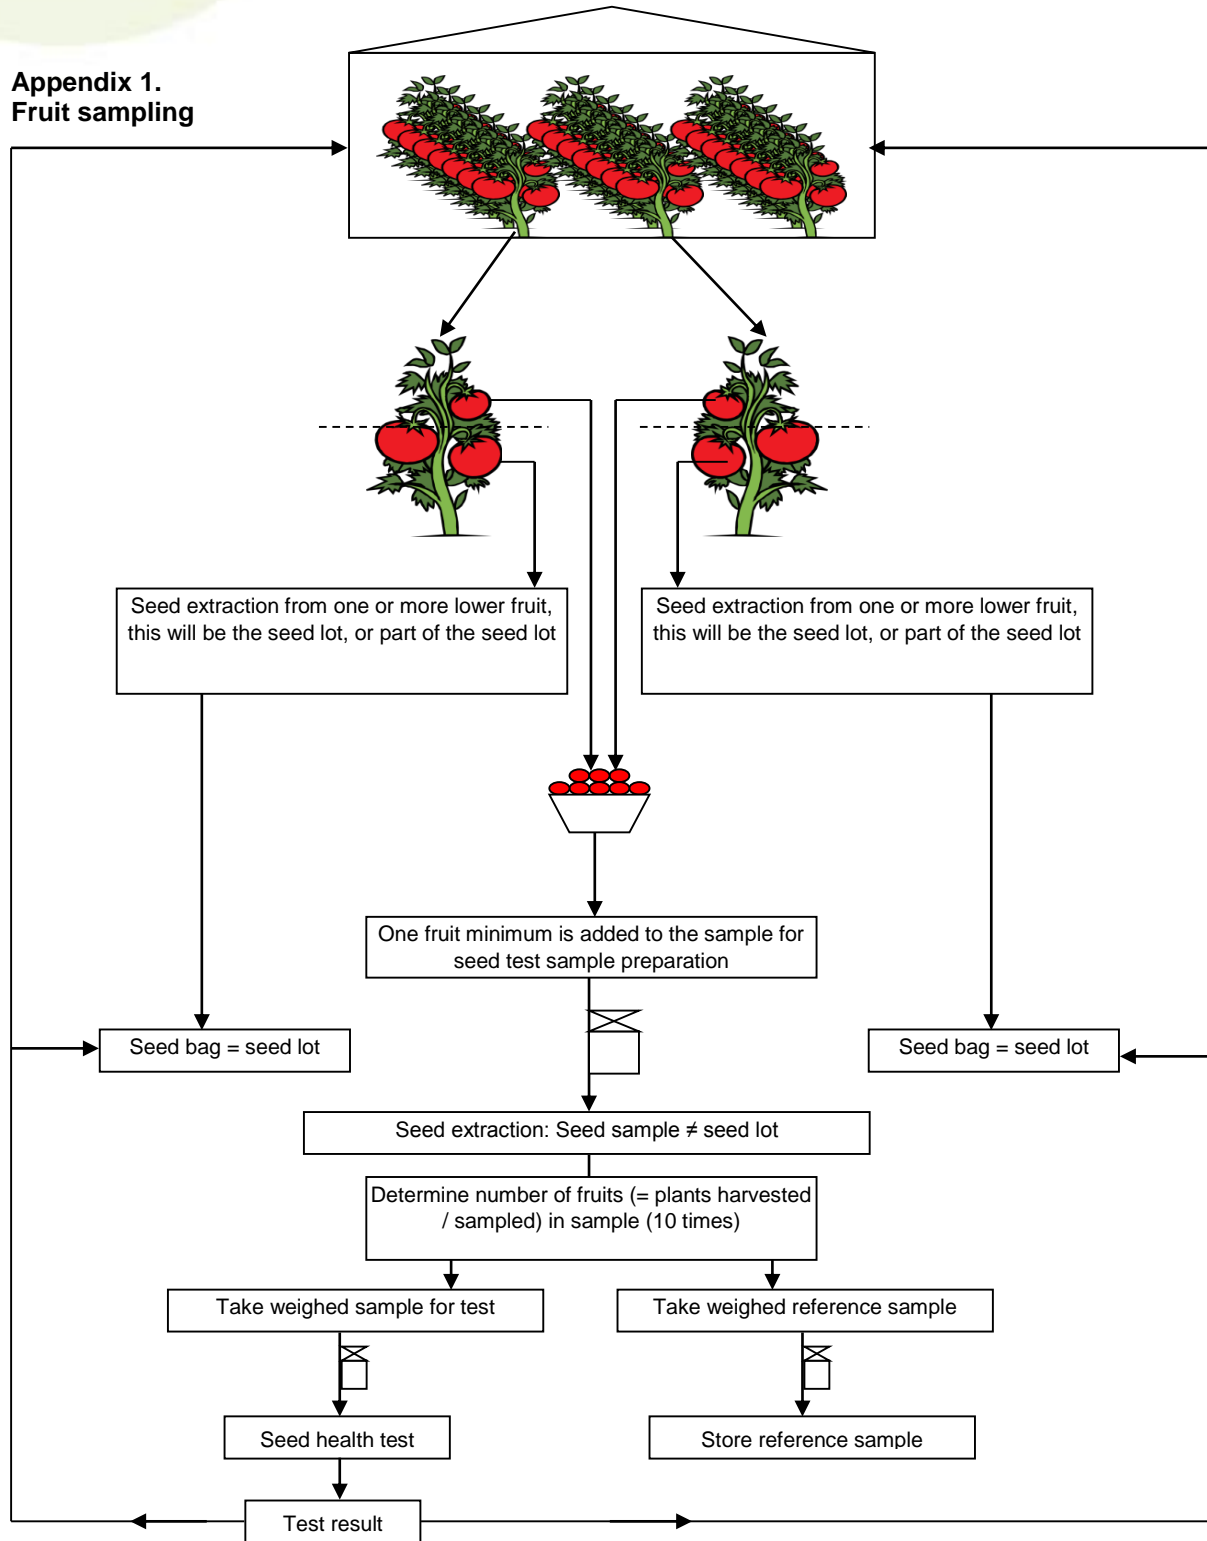 Appendix 1.
Fruit sampling
Seed extraction from one or more lower fruit,
this will be the seed lot, or part of the seed lot
Seed extraction from one or more lower fruit,
this will be the seed lot, or part of the seed lot
One fruit minimum is added to the sample for
seed test sample preparation
Seed bag = seed lot
Seed bag = seed lot
Seed extraction: Seed sample ≠ seed lot
Determine number of fruits (= plants harvested
/ sampled) in sample (10 times)
Take weighed sample for test
Take weighed reference sample
Seed health test
Store reference sample
Test result